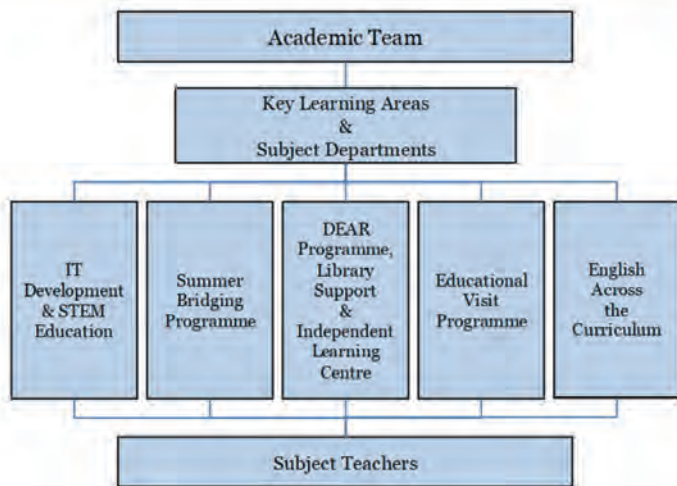 Academic Team
Key Learning Areas
&
Subject Departments
IT
Development
& STEM
Education
Summer
Bridging
Programme
DEAR
Programme,
Library
Support
&
Independent
Learning
Centre
Educational
Visit
Programme
English
Across
the
Curriculum
Subject Teachers